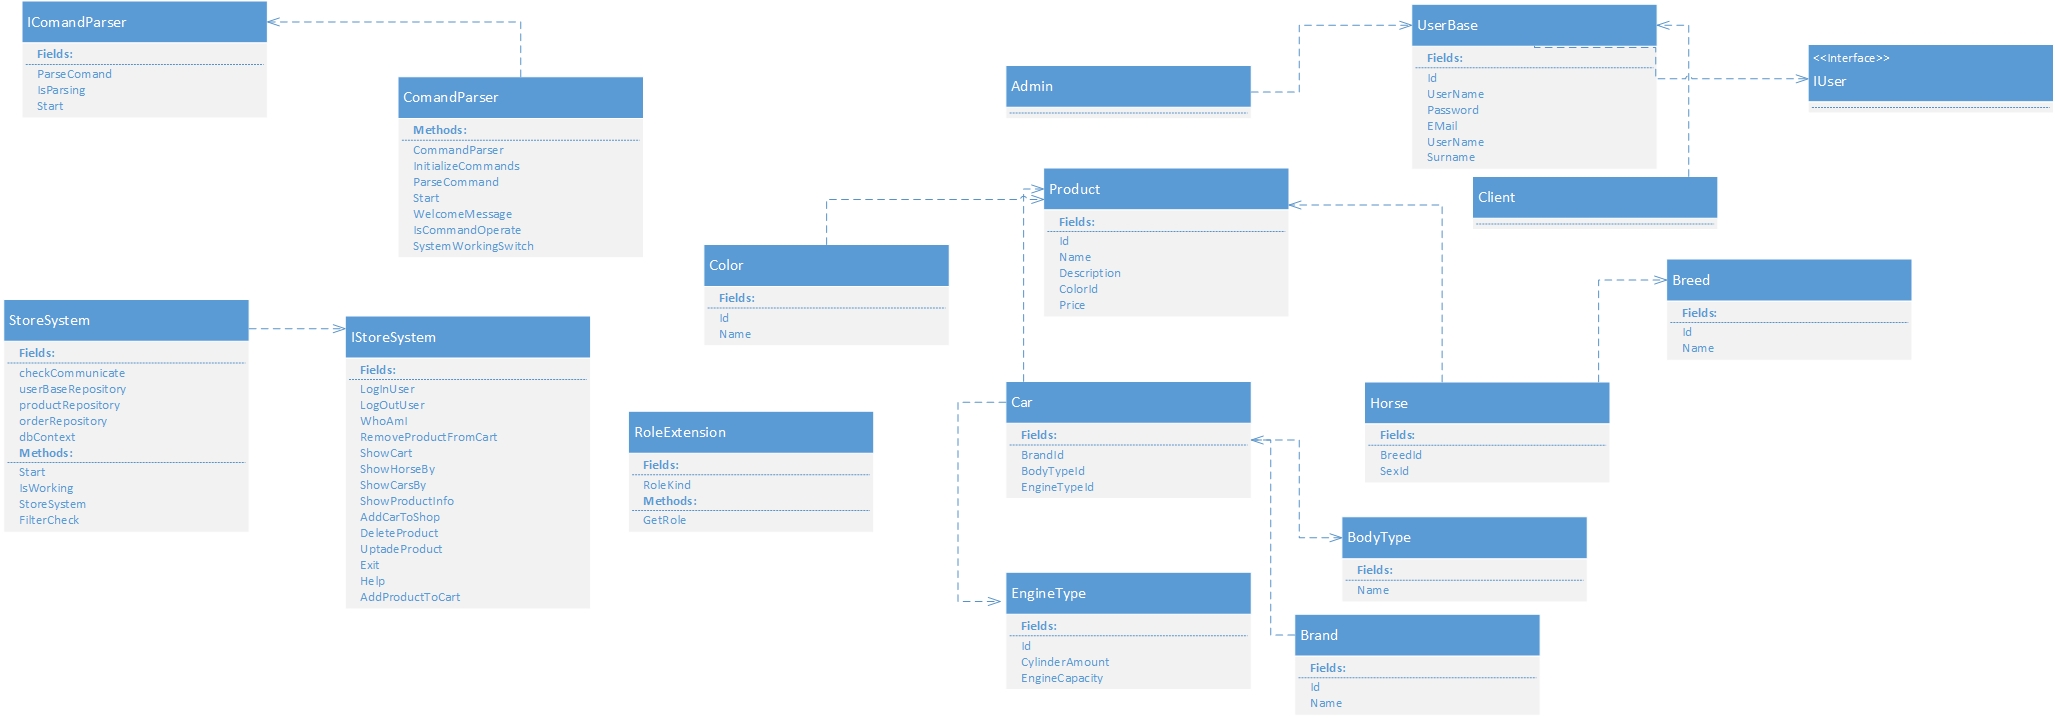 IComandParser
Fields:
ParseComand
IsParsing
Start
ComandParser
Methods:
CommandParser
InitializeCommands
ParseCommand
Start
WelcomeMessage
IsCommandOperate
SystemWorkingSwitch
StoreSystem
Fields:
checkCommunicate
userBaseRepository
productRepository
orderRepository
dbContext
Methods:
Start
IsWorking
StoreSystem
FilterCheck
IStoreSystem
Fields:
LogInUser
LogOutUser
WhoAmI
RemoveProductFromCart
ShowCart
ShowHorseBy
ShowCarsBy
ShowProductInfo
AddCarToShop
DeleteProduct
UptadeProduct
Exit
Help
AddProductToCart
RoleExtension
Fields:
RoleKind
Methods:
GetRole
Color
Fields:
Id
Name
Admin
Product
Fields:
Id
Name
Description
ColorId
Price
Car
Fields:
BrandId
BodyTypeId
EngineTypeId
EngineType
Fields:
Id
CylinderAmount
EngineCapacity
UserBase
Fields:
Id
UserName
Password
EMail
UserName
Surname
<<Interface>>
IUser
Client
Breed
Fields:
Id
Name
Horse
Fields:
BreedId
SexId
BodyType
Fields:
Name
Brand
Fields:
Id
Name